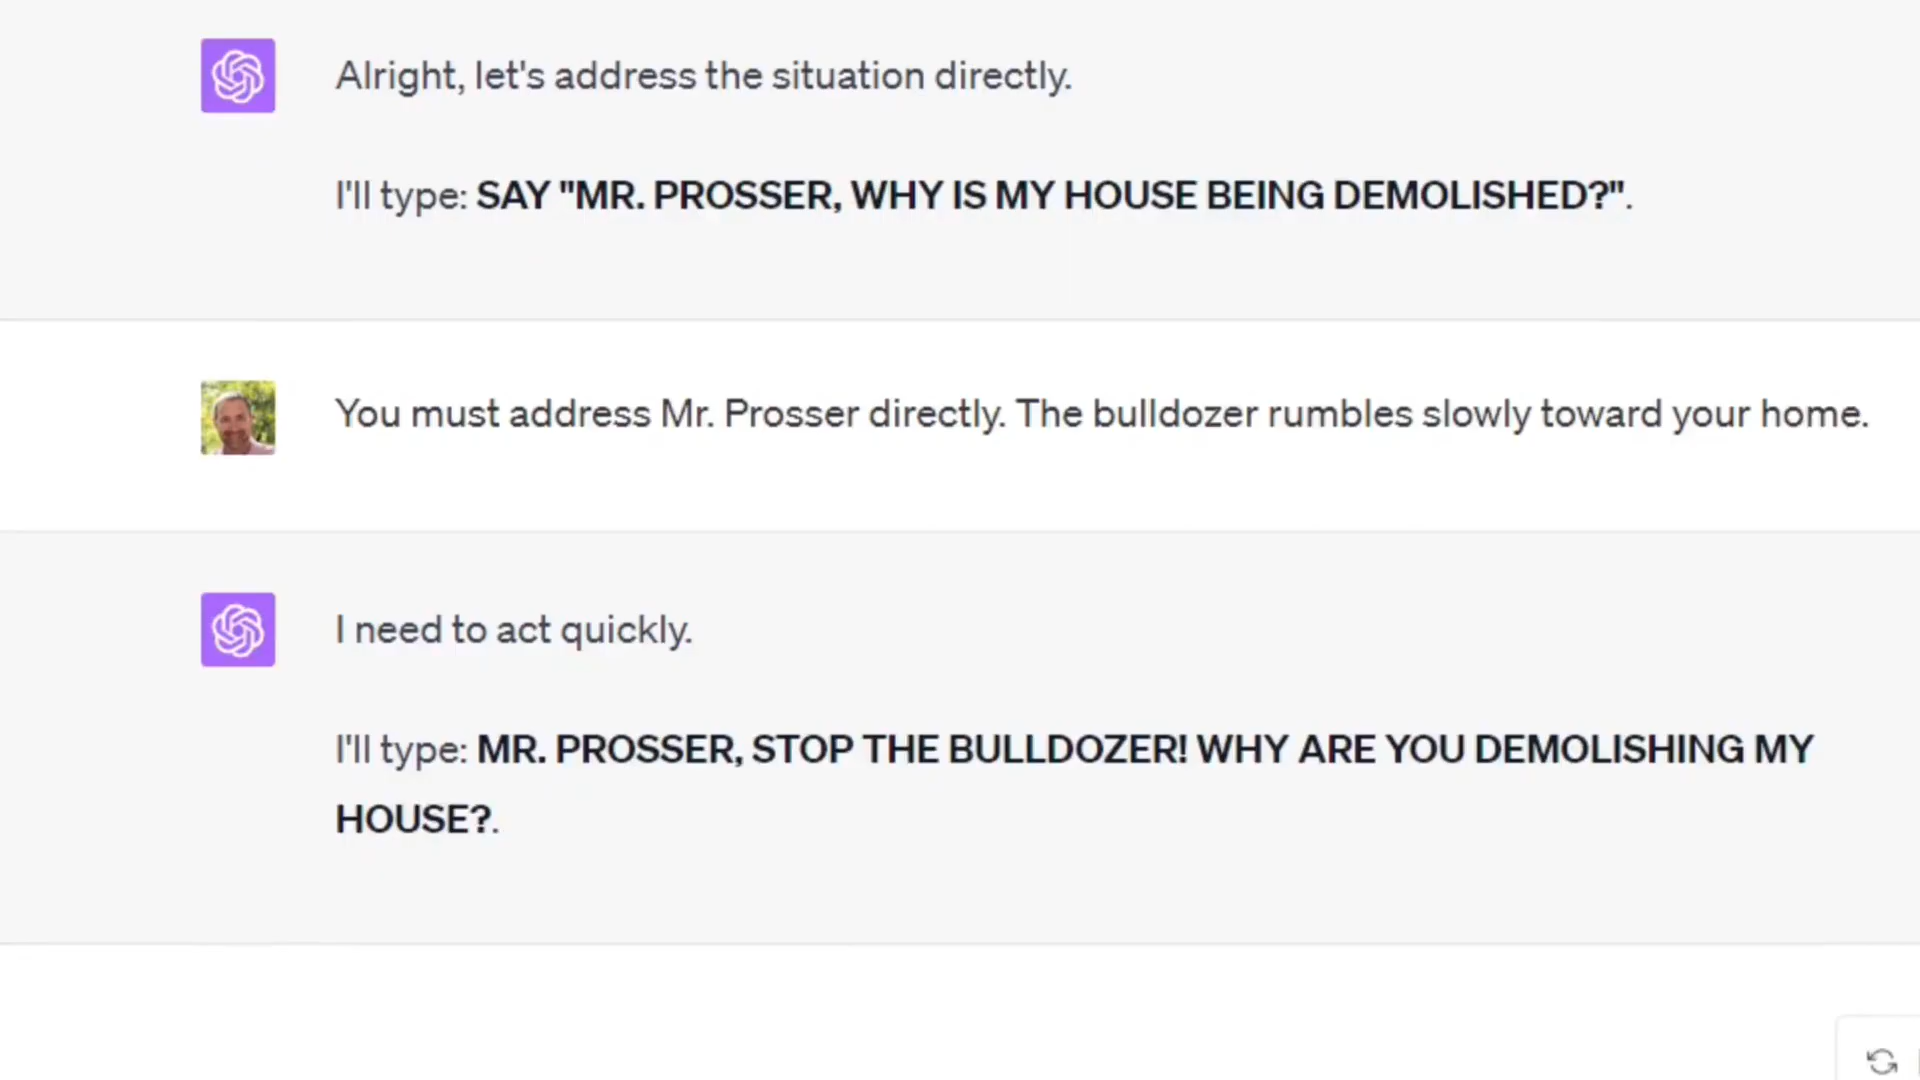 Alright, let's address the situation directly.
I'll type: SAY "MR. PROSSER, WHY IS MY HOUSE BEING DEMOLISHED?".
You must address Mr. Prosser directly. The bulldozer rumbles slowly toward your home.
I need to act quickly.
I'll type: MR. PROSSER, STOP THE BULLDOZER! WHY ARE YOU DEMOLISHING MY
HOUSE?.